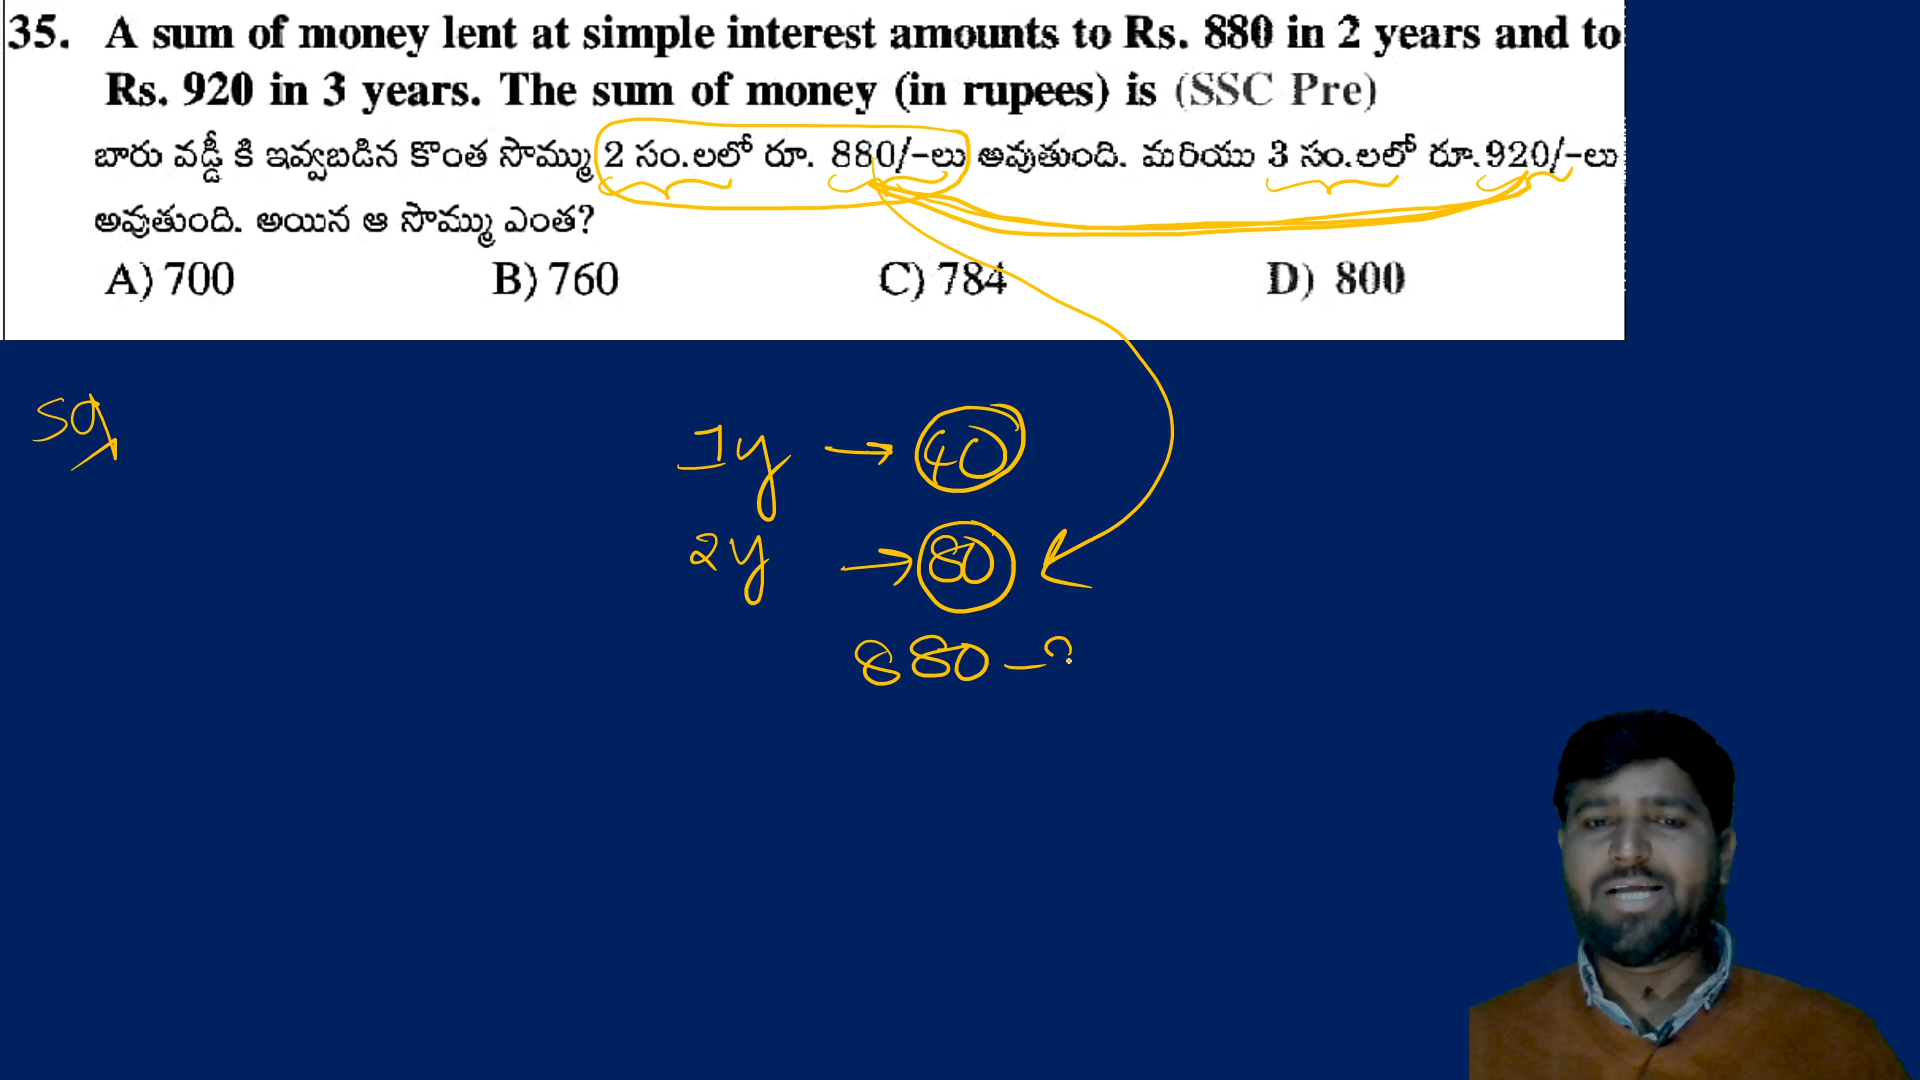 35. A sum of money lent at simple interest amounts to Rs. 880 in 2 years and to
Rs. 920 in 3 years. The sum of money (in rupees) is (SSC Pre)
బారు వడ్డీ కి ఇవ్వబడిన కొంత సొమ్ము 2 సం.లలో రూ. 880/-లు అవుతుంది. మరియు 3 సం.లలో రూ.920/-లు
అవుతుంది. అయిన ఆ సొమ్ము ఎంత?
A) 700 B) 760 C) 784 D) 800
1y → 40
2y → 80
880 –